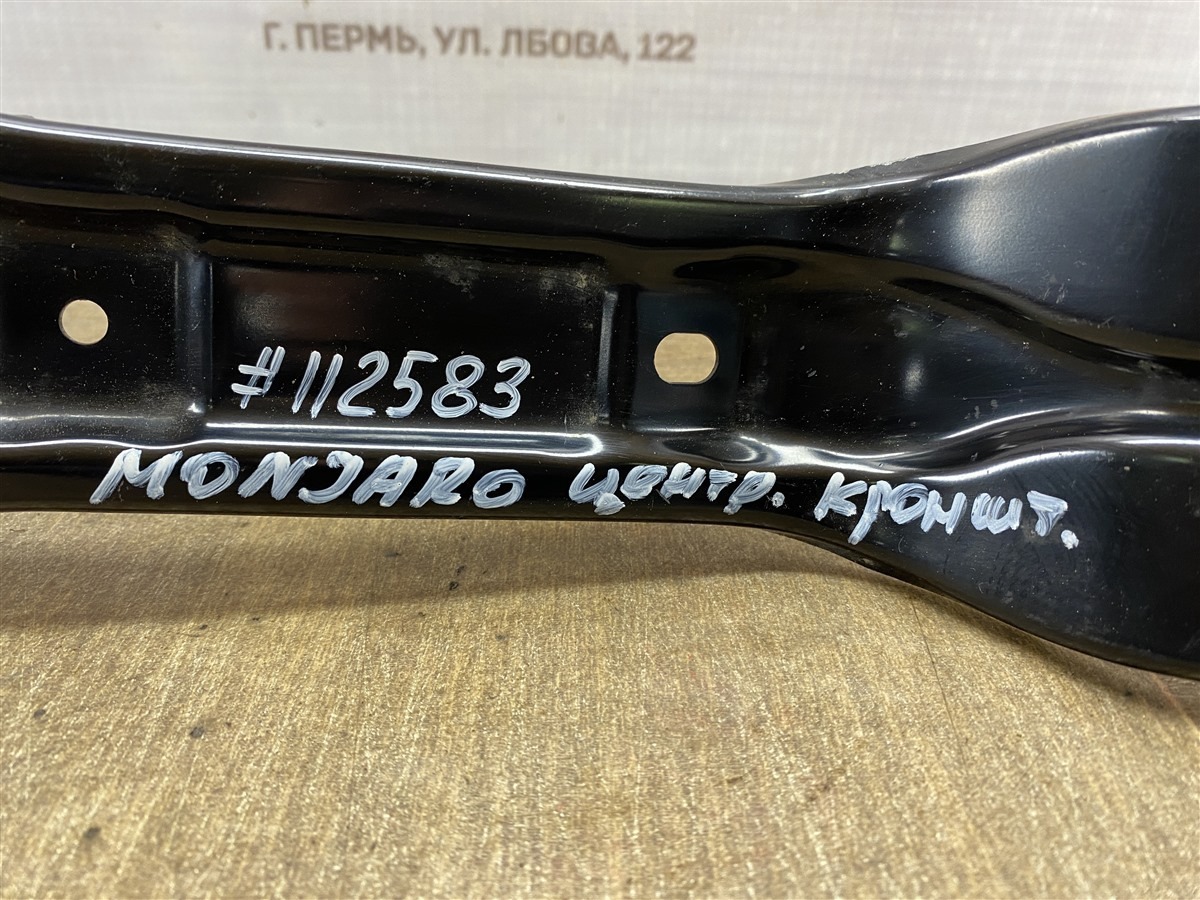 Г. ПЕРМЬ, УЛ. ЛБОВА, 122
#112583
MONJARO центр. кроншт.